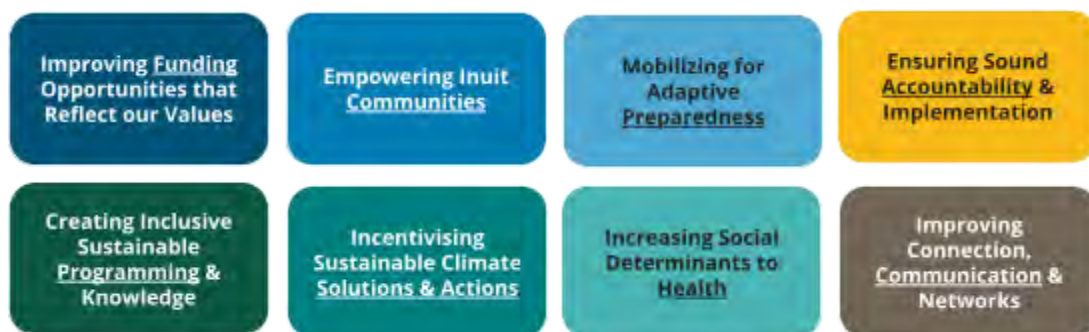 Improving Funding
Opportunities that
Reflect our Values
Empowering Inuit
Communities
Mobilizing for
Adaptive
Preparedness
Ensuring Sound
Accountability &
Implementation
Creating Inclusive
Sustainable
Programming &
Knowledge
Incentivising
Sustainable Climate
Solutions & Actions
Increasing Social
Determinants to
Health
Improving
Connection,
Communication &
Networks